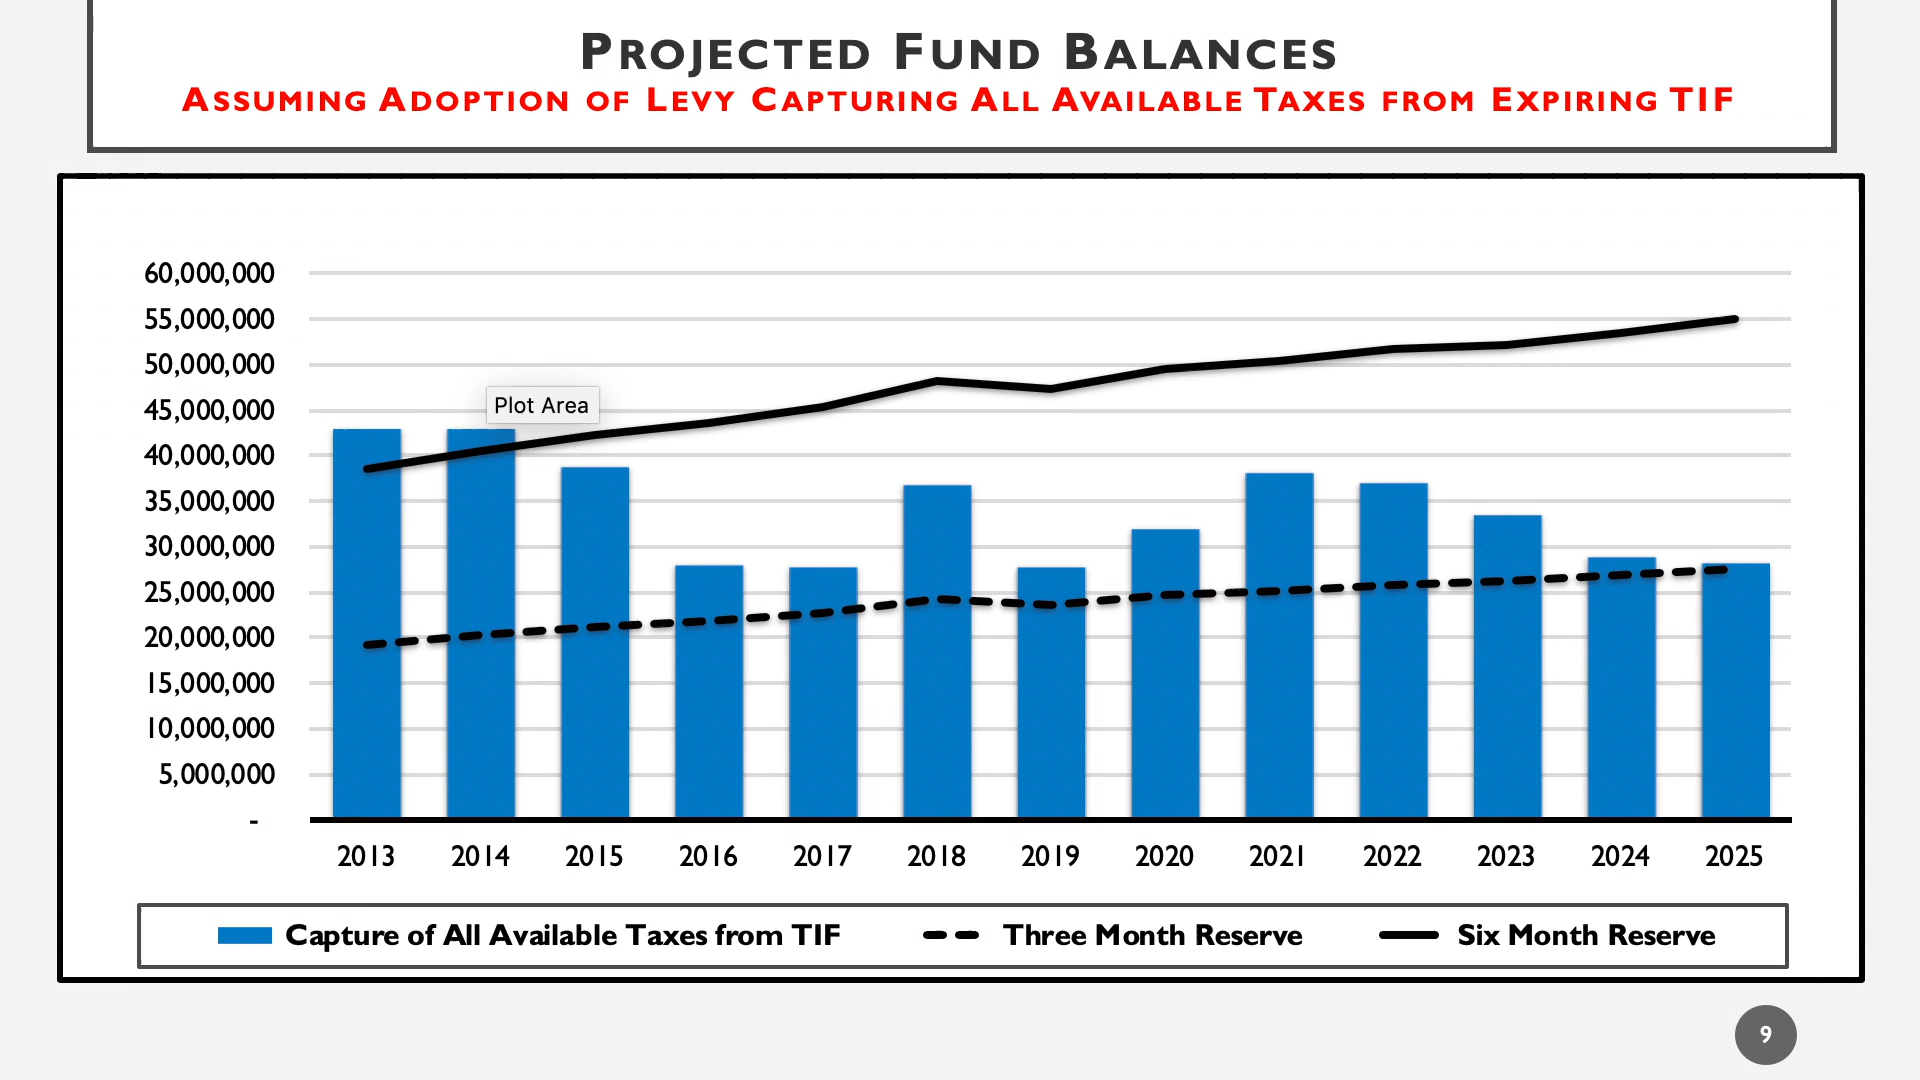 PROJECTED FUND BALANCES
ASSUMING ADOPTION OF LEVY CAPTURING ALL AVAILABLE TAXES FROM EXPIRING TIF
60,000,000
55,000,000
50,000,000
45,000,000
40,000,000
35,000,000
30,000,000
25,000,000
20,000,000
15,000,000
10,000,000
5,000,000
-
Plot Area
2013 2014 2015 2016 2017 2018 2019 2020 2021 2022 2023 2024 2025
Capture of All Available Taxes from TIF Three Month Reserve Six Month Reserve
9